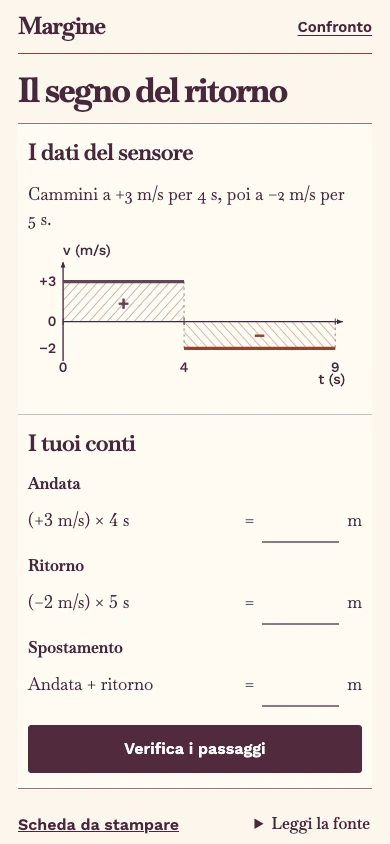 Margine
Confronto
Il segno del ritorno
I dati del sensore
Cammini a +3 m/s per 4 s, poi a −2 m/s per
5 s.
v (m/s)
+3
+
0
−
−2
0 4 9
t (s)
I tuoi conti
Andata
(+3 m/s) × 4 s = m
Ritorno
(−2 m/s) × 5 s = m
Spostamento
Andata + ritorno = m
Verifica i passaggi
Scheda da stampare
▶ Leggi la fonte